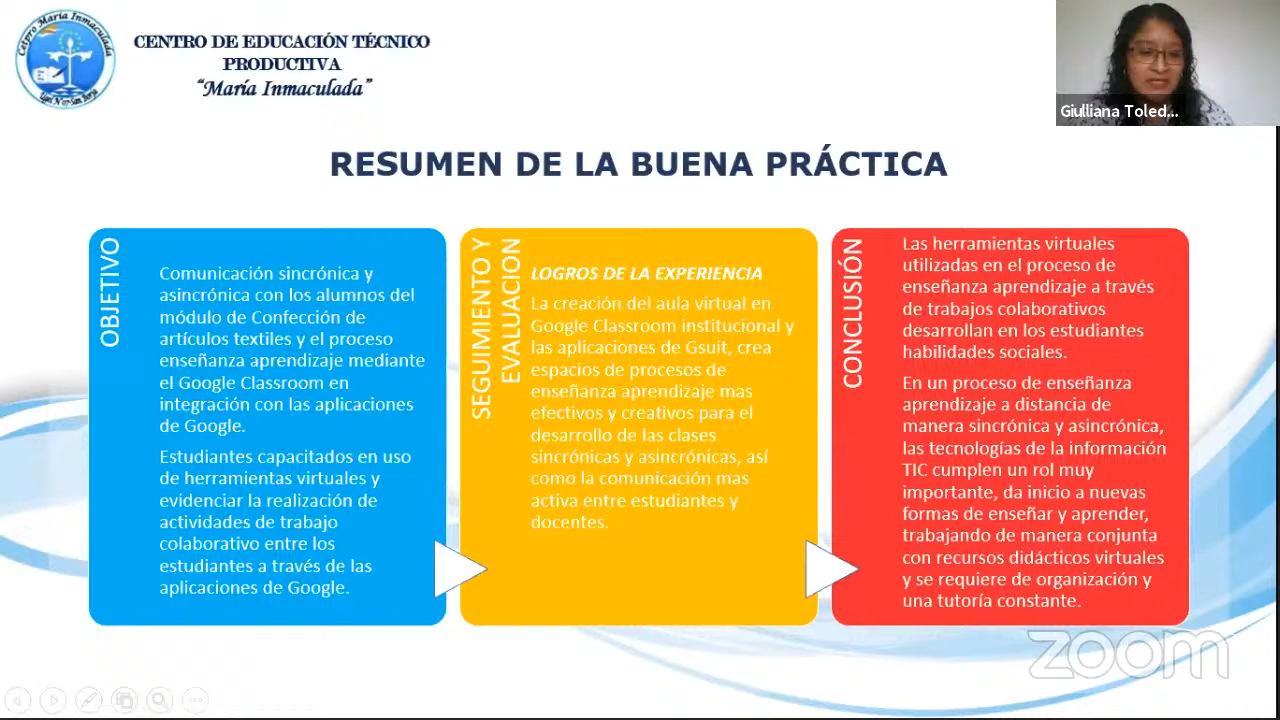 Cetpro María Inmaculada
Ugel N° 07-San Borja
CENTRO DE EDUCACIÓN TÉCNICO
PRODUCTIVA
“María Inmaculada”
Giulliana Toled...
RESUMEN DE LA BUENA PRÁCTICA
OBJETIVO
Comunicación sincrónica y
asincrónica con los alumnos del
módulo de Confección de
artículos textiles y el proceso
enseñanza aprendizaje mediante
el Google Classroom en
integración con las aplicaciones
de Google.
Estudiantes capacitados en uso
de herramientas virtuales y
evidenciar la realización de
actividades de trabajo
colaborativo entre los
estudiantes a través de las
aplicaciones de Google.
SEGUIMIENTO Y
EVALUACION
LOGROS DE LA EXPERIENCIA
La creación del aula virtual en
Google Classroom institucional y
las aplicaciones de Gsuit, crea
espacios de procesos de
enseñanza aprendizaje mas
efectivos y creativos para el
desarrollo de las clases
sincrónicas y asincrónicas, así
como la comunicación mas
activa entre estudiantes y
docentes.
CONCLUSIÓN
Las herramientas virtuales
utilizadas en el proceso de
enseñanza aprendizaje a través
de trabajos colaborativos
desarrollan en los estudiantes
habilidades sociales.
En un proceso de enseñanza
aprendizaje a distancia de
manera sincrónica y asincrónica,
las tecnologías de la información
TIC cumplen un rol muy
importante, da inicio a nuevas
formas de enseñar y aprender,
trabajando de manera conjunta
con recursos didácticos virtuales
y se requiere de organización y
una tutoría constante.
zoom